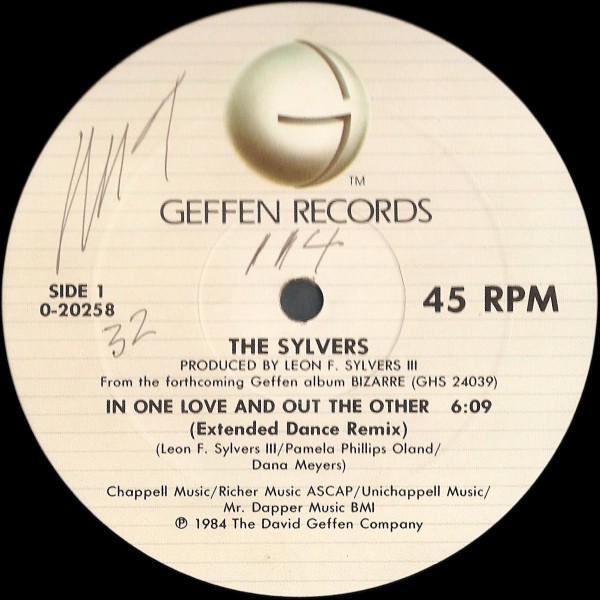 G
TM
GEFFEN RECORDS
114
SIDE 1
0-20258
45 RPM
32
THE SYLVERS
PRODUCED BY LEON F. SYLVERS III
From the forthcoming Geffen album BIZARRE (GHS 24039)
IN ONE LOVE AND OUT THE OTHER 6:09
(Extended Dance Remix)
(Leon F. Sylvers III/Pamela Phillips Oland/
Dana Meyers)
Chappell Music/Richer Music ASCAP/Unichappell Music/
Mr. Dapper Music BMI
℗ 1984 The David Geffen Company